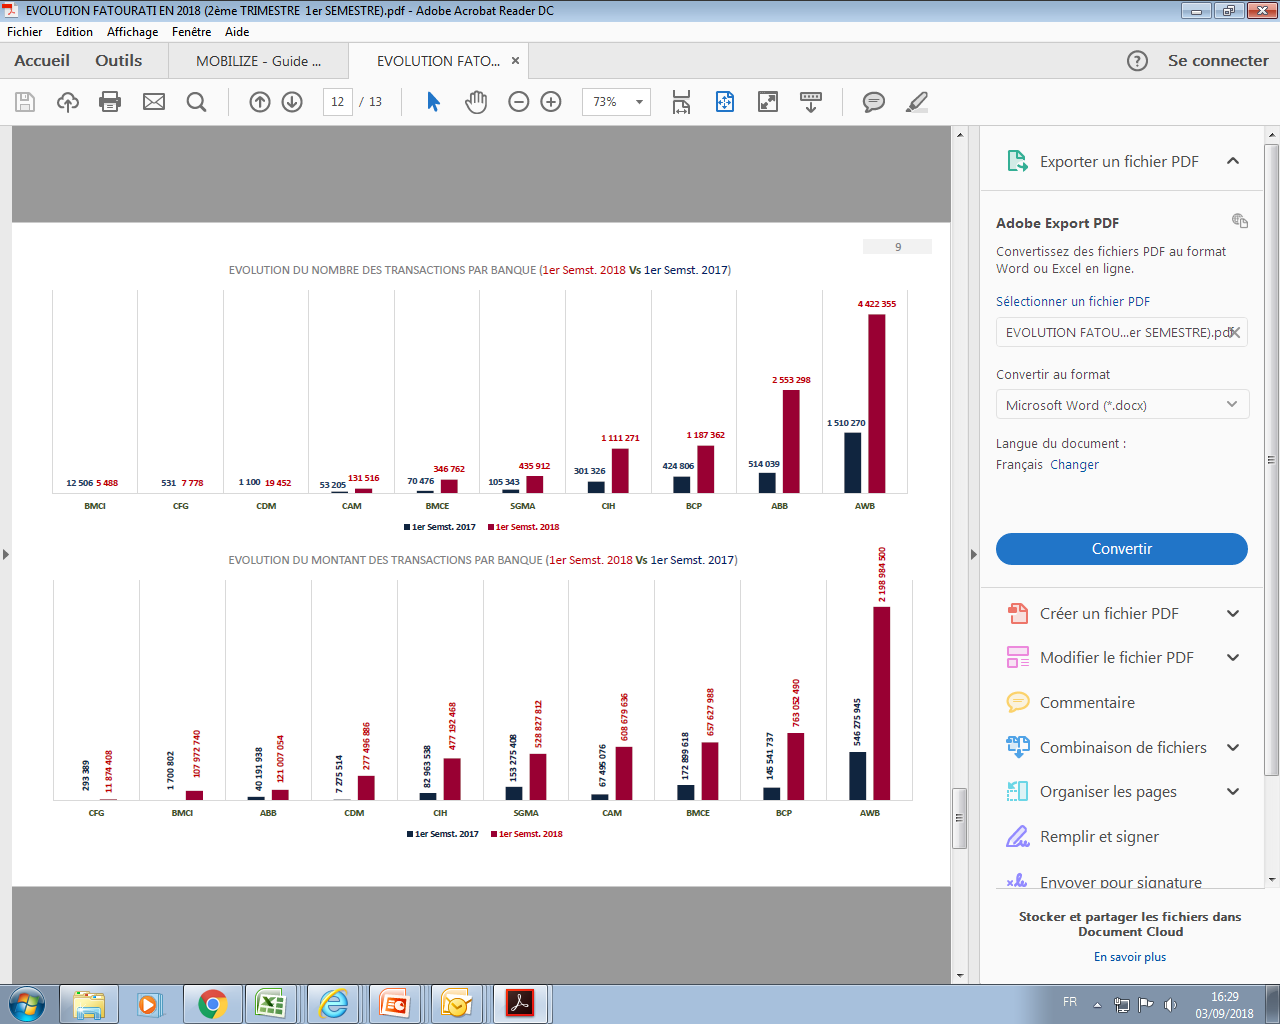 EVOLUTION FATOURATI EN 2018 (2ème TRIMESTRE 1er SEMESTRE).pdf - Adobe Acrobat Reader DC
Fichier Edition Affichage Fenêtre Aide
Accueil Outils MOBILIZE - Guide ... EVOLUTION FATO... × Se connecter
12 / 13 73%
9
EVOLUTION DU NOMBRE DES TRANSACTIONS PAR BANQUE (1er Semst. 2018 Vs 1er Semst. 2017)
4 422 355
2 553 298
1 510 270
1 111 271
1 187 362
12 506 5 488
531 7 778
1 100 19 452
53 205 131 516
70 476 346 762
105 343 435 912
301 326
424 806
514 039
BMCI CFG CDM CAM BMCE SGMA CIH BCP ABB AWB
1er Semst. 2017 1er Semst. 2018
EVOLUTION DU MONTANT DES TRANSACTIONS PAR BANQUE (1er Semst. 2018 Vs 1er Semst. 2017)
293 389
11 874 408
1 700 802
107 972 740
40 191 938
121 007 054
7 275 514
277 496 886
82 963 538
477 192 468
153 275 408
528 827 812
67 495 076
608 679 636
172 899 618
657 627 988
145 541 737
763 052 490
546 275 945
2 198 984 500
CFG BMCI ABB CDM CIH SGMA CAM BMCE BCP AWB
1er Semst. 2017 1er Semst. 2018
Exporter un fichier PDF
Adobe Export PDF
Convertissez des fichiers PDF au format
Word ou Excel en ligne.
Sélectionner un fichier PDF
EVOLUTION FATOU...er SEMESTRE).pdf
Convertir au format
Microsoft Word (*.docx)
Langue du document :
Français Changer
Convertir
Créer un fichier PDF
Modifier le fichier PDF
Commentaire
Combinaison de fichiers
Organiser les pages
Remplir et signer
Envoyer pour signature
Stocker et partager les fichiers dans
Document Cloud
En savoir plus
FR 16:29
03/09/2018